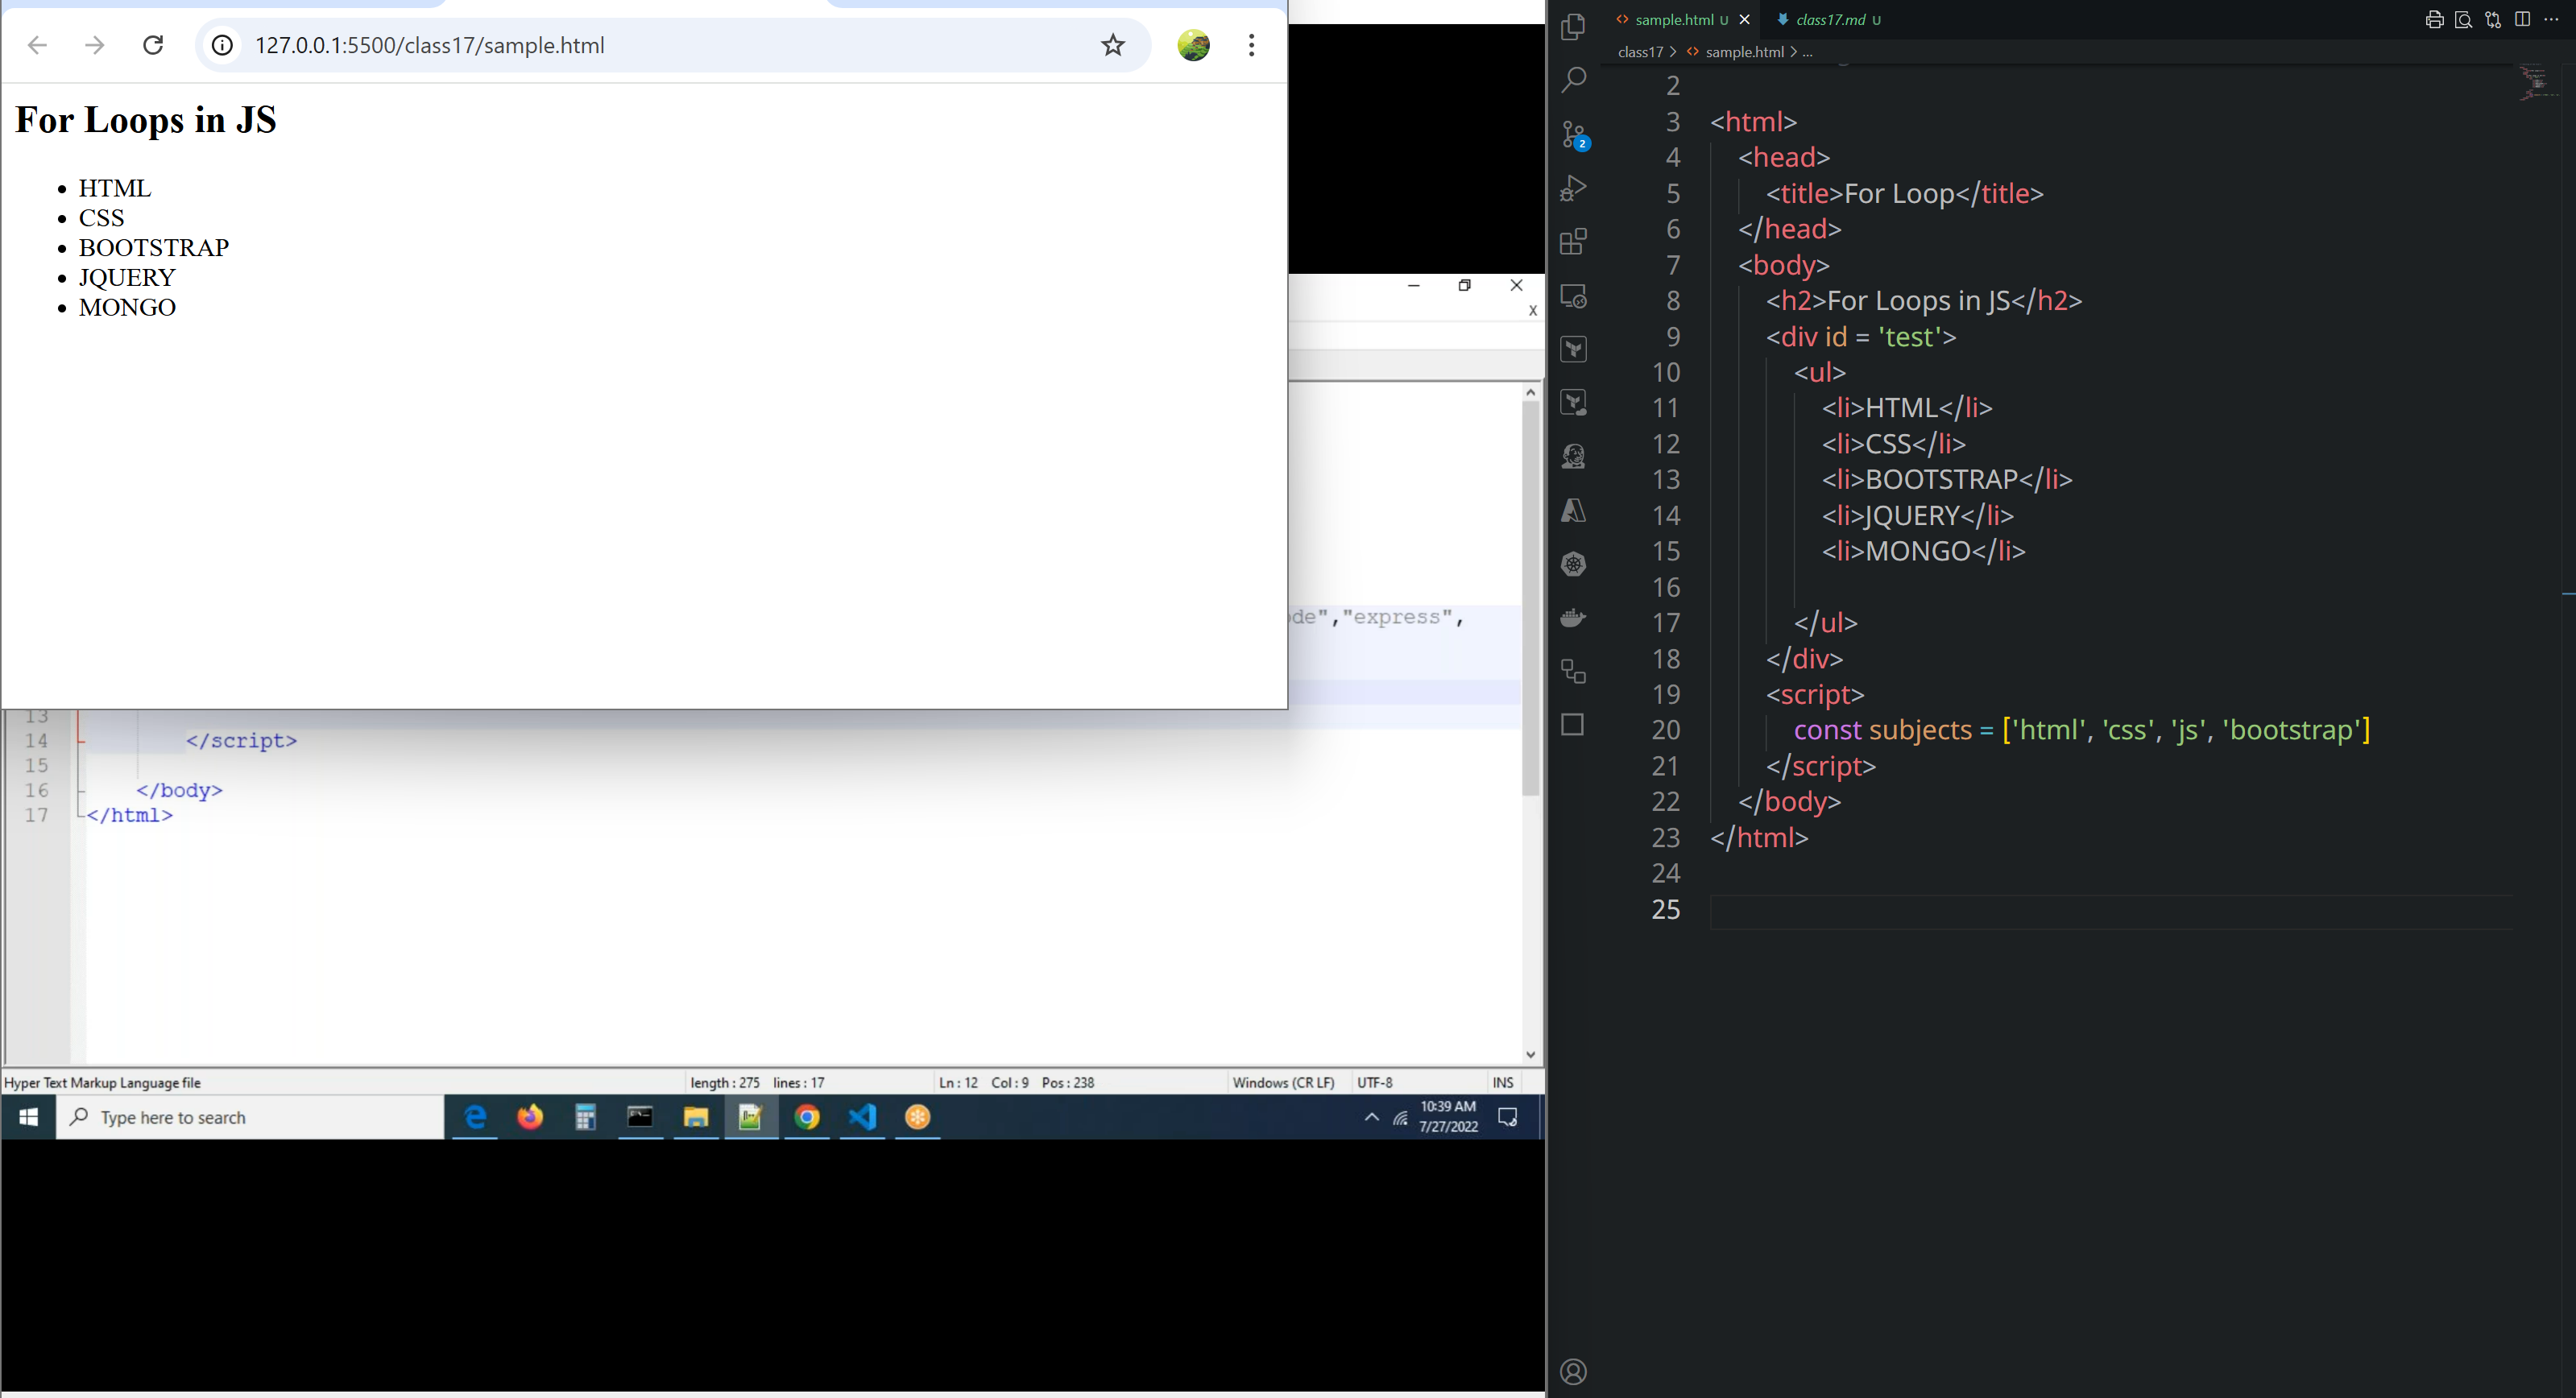 127.0.0.1:5500/class17/sample.html
For Loops in JS
• HTML
• CSS
• BOOTSTRAP
• JQUERY
• MONGO
X
"express",
13
14 </script>
15
16 </body>
17 </html>
Hyper Text Markup Language file length : 275 lines : 17 Ln : 12 Col : 9 Pos : 238 Windows (CR LF) UTF-8 INS
Type here to search
10:39 AM
7/27/2022
sample.html U class17.md U
class17 > sample.html > ...
2
2
3 <html>
4 <head>
5 <title>For Loop</title>
6 </head>
7 <body>
8 <h2>For Loops in JS</h2>
9 <div id = 'test'>
10 <ul>
11 <li>HTML</li>
12 <li>CSS</li>
13 <li>BOOTSTRAP</li>
14 <li>JQUERY</li>
15 <li>MONGO</li>
16
17 </ul>
18 </div>
19 <script>
20 const subjects = ['html', 'css', 'js', 'bootstrap']
21 </script>
22 </body>
23 </html>
24
25